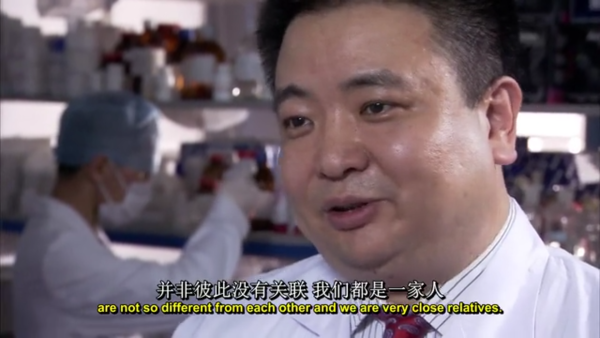 并非彼此没有关联 我们都是一家人
are not so different from each other and we are very close relatives.